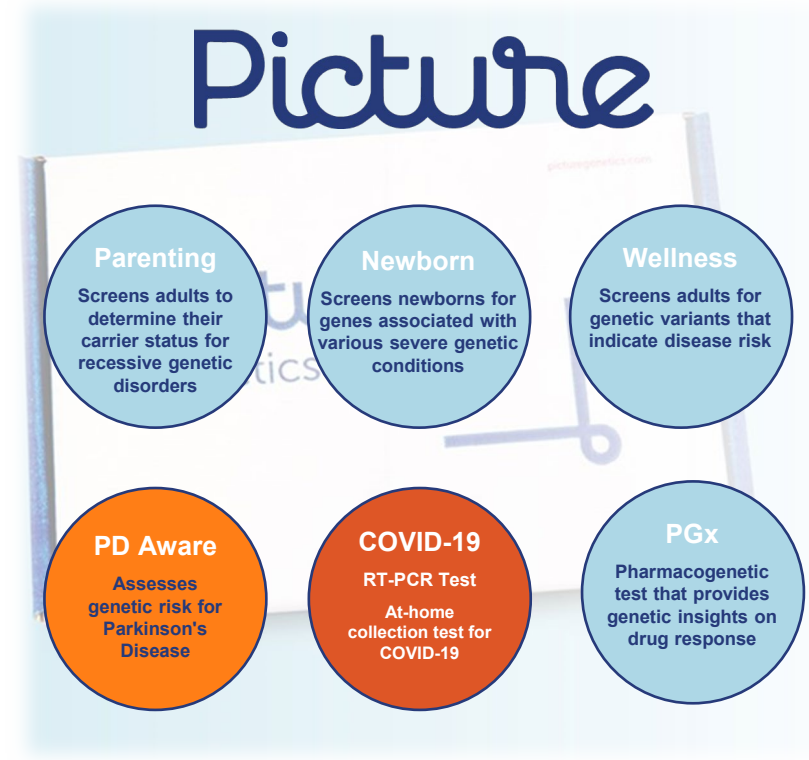 Picture
picturegenetics.com
Parenting
Screens adults to
determine their
carrier status for
recessive genetic
disorders
Newborn
Screens newborns for
genes associated with
various severe genetic
conditions
Wellness
Screens adults for
genetic variants that
indicate disease risk
tu
tics
PD Aware
Assesses
genetic risk for
Parkinson's
Disease
COVID-19
RT-PCR Test
At-home
collection test for
COVID-19
PGx
Pharmacogenetic
test that provides
genetic insights on
drug response